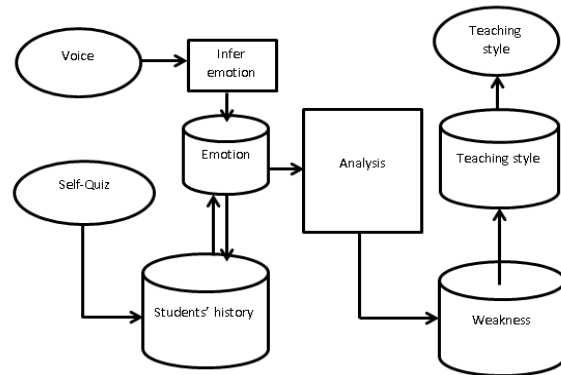 Voice
Infer
emotion
Teaching
style
Emotion
Analysis
Teaching style
Self-Quiz
Students' history
Weakness